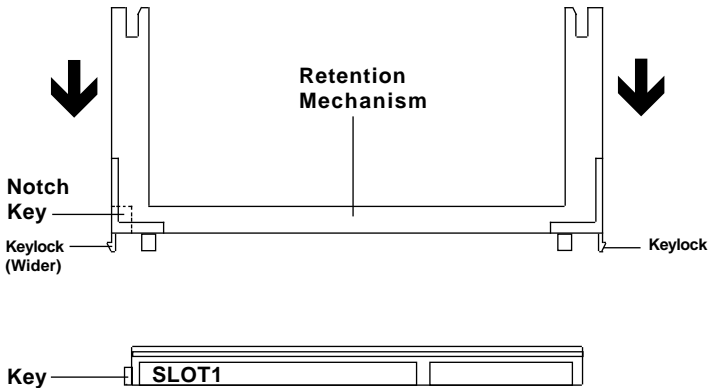 Retention
Mechanism
Notch
Key
Keylock
(Wider)
Keylock
Key
SLOT1